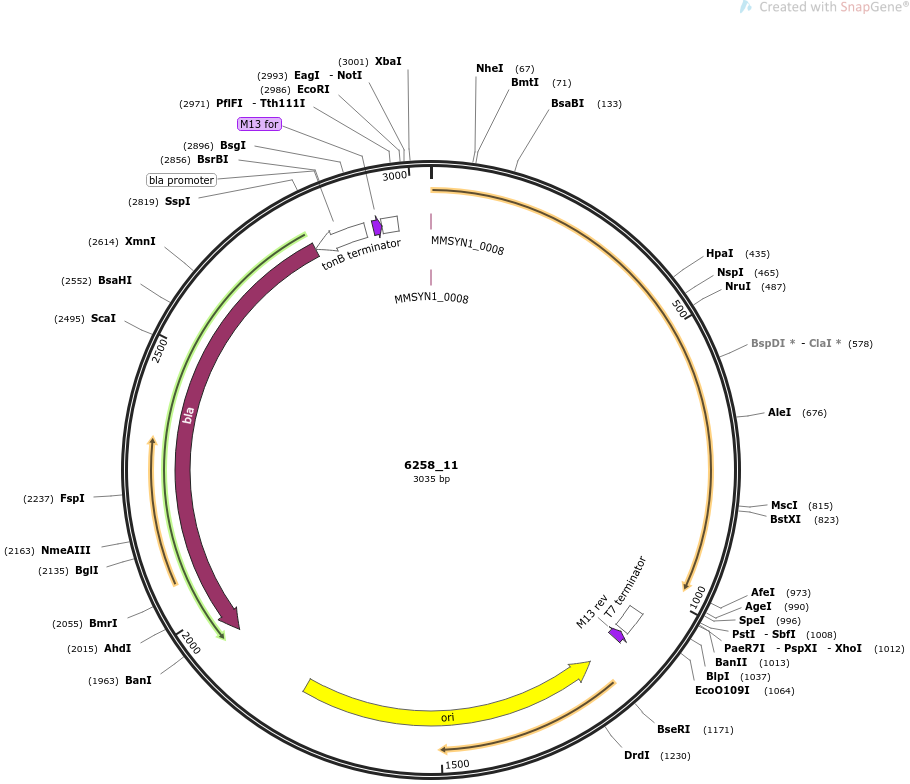 Created with SnapGene®
(3001) XbaI
(2993) EagI - NotI
(2986) EcoRI
(2971) PflFI - Tth111I
M13 for
(2896) BsgI
(2856) BsrBI
bla promoter
(2819) SspI
(2614) XmnI
(2552) BsaHI
(2495) ScaI
(2237) FspI
(2163) NmeAIII
(2135) BglI
(2055) BmrI
(2015) AhdI
(1963) BanI
NheI (67)
BmtI (71)
BsaBI (133)
HpaI (435)
NspI (465)
NruI (487)
BspDI * - ClaI * (578)
AleI (676)
MscI (815)
BstXI (823)
AfeI (973)
AgeI (990)
SpeI (996)
PstI - SbfI (1008)
PaeR7I - PspXI - XhoI (1012)
BanII (1013)
BlpI (1037)
EcoO109I (1064)
BseRI (1171)
DrdI (1230)
3000
500
1000
1500
2000
2500
tonB terminator
MMSYN1_0008
MMSYN1_0008
bla
6258_11
3035 bp
M13 rev
T7 terminator
ori